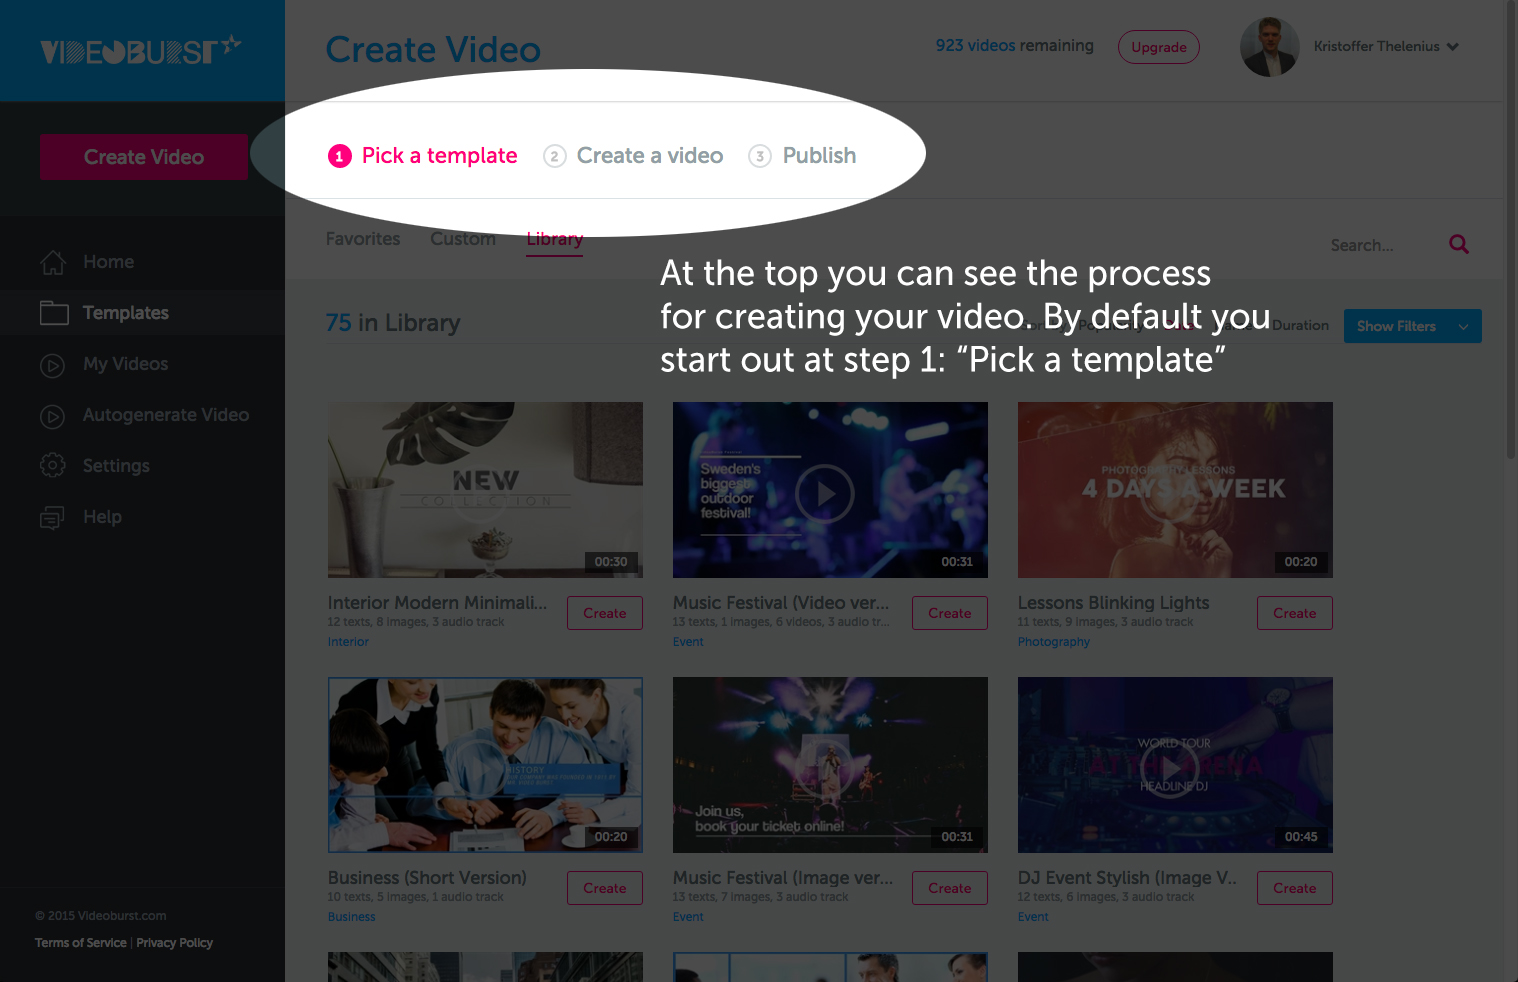 VIDEOBURST
Create Video
923 videos remaining
Upgrade
Kristoffer Thelenius
Create Video
1 Pick a template
2 Create a video
3 Publish
Favorites
Custom
Library
Search...
Home
Templates
My Videos
Autogenerate Video
Settings
Help
At the top you can see the process
for creating your video. By default you
start out at step 1: “Pick a template”
75 in Library
Duration
Show Filters
NEW
COLLECTION
00:30
Sweden's
biggest
outdoor
festival!
00:31
PHOTOGRAPHY LESSONS
4 DAYS A WEEK
00:20
Interior Modern Minimali...
12 texts, 8 images, 3 audio track
Interior
Create
Music Festival (Video ver...
13 texts, 1 images, 6 videos, 3 audio tr...
Event
Create
Lessons Blinking Lights
11 texts, 9 images, 3 audio track
Photography
Create
HISTORY
00:20
Join us,
book your ticket online!
00:31
WORLD TOUR
AT THE ARENA
HEADLINE DJ
00:45
Business (Short Version)
10 texts, 5 images, 1 audio track
Business
Create
Music Festival (Image ver...
13 texts, 7 images, 3 audio track
Event
Create
DJ Event Stylish (Image V...
12 texts, 6 images, 3 audio track
Event
Create
© 2015 Videoburst.com
Terms of Service | Privacy Policy